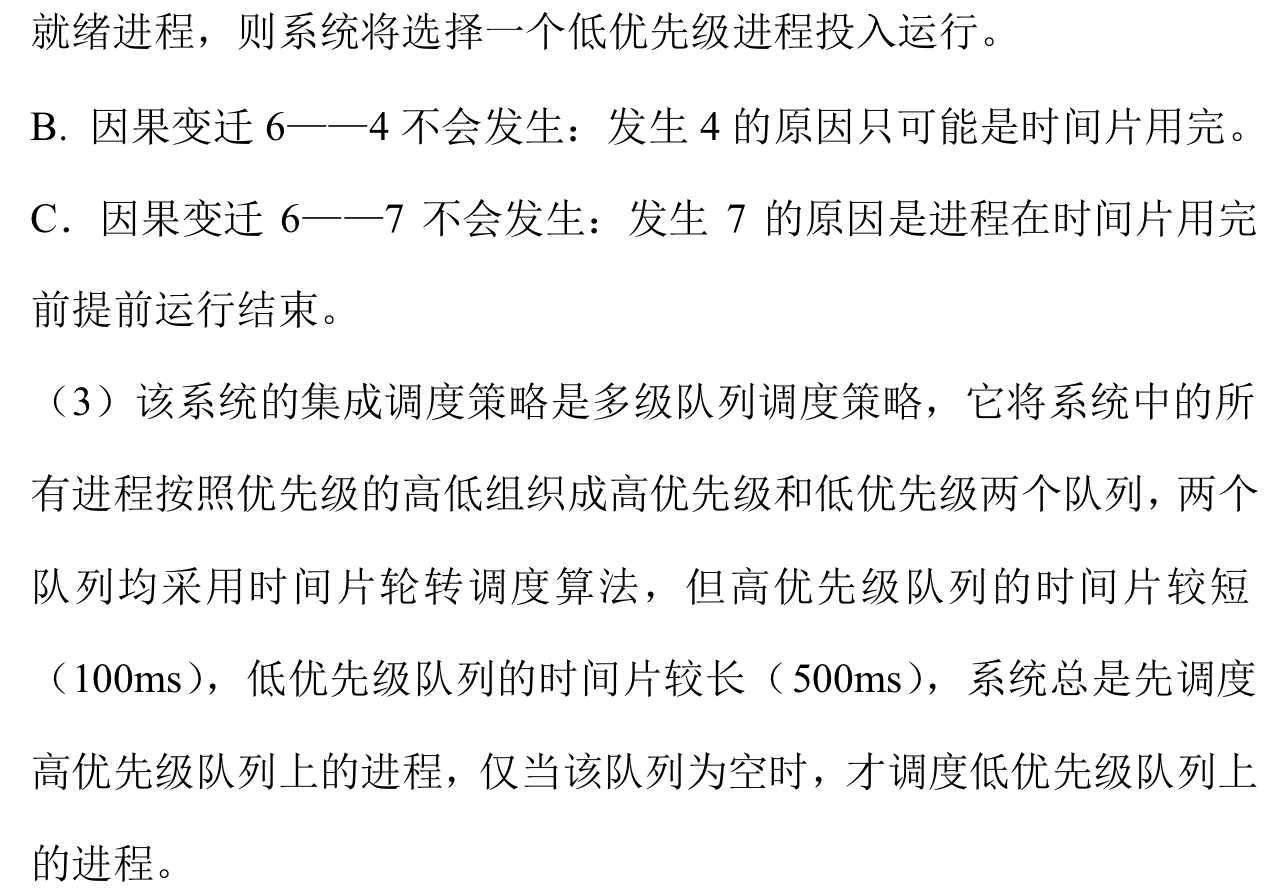 就绪进程，则系统将选择一个低优先级进程投入运行。
B. 因果变迁 6——4 不会发生：发生 4 的原因只可能是时间片用完。
C．因果变迁 6——7 不会发生：发生 7 的原因是进程在时间片用完
前提前运行结束。
（3）该系统的集成调度策略是多级队列调度策略，它将系统中的所
有进程按照优先级的高低组织成高优先级和低优先级两个队列，两个
队列均采用时间片轮转调度算法，但高优先级队列的时间片较短
（100ms），低优先级队列的时间片较长（500ms），系统总是先调度
高优先级队列上的进程，仅当该队列为空时，才调度低优先级队列上
的进程。